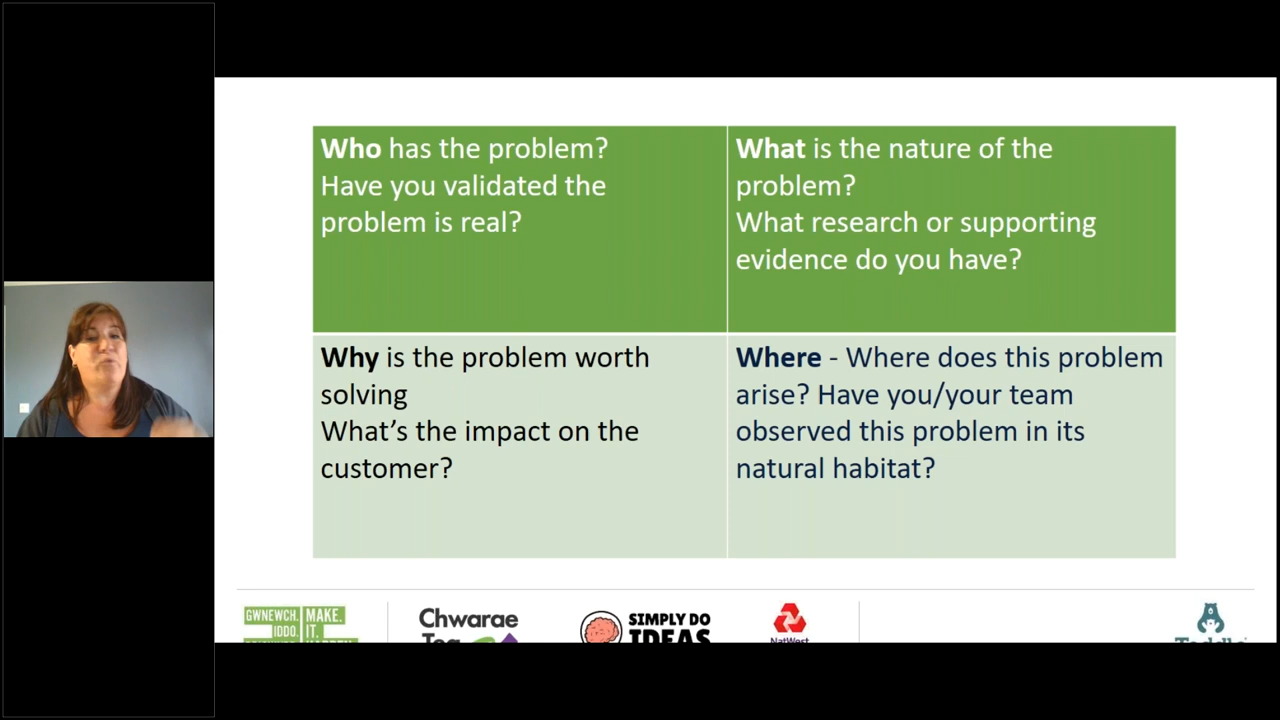 Who has the problem?
Have you validated the
problem is real?
What is the nature of the
problem?
What research or supporting
evidence do you have?
Why is the problem worth
solving
What’s the impact on the
customer?
Where - Where does this problem
arise? Have you/your team
observed this problem in its
natural habitat?
GWNEWCH.
IDDO.
MAKE.
IT.
Chwarae
SIMPLY DO
IDEAS
NatWest